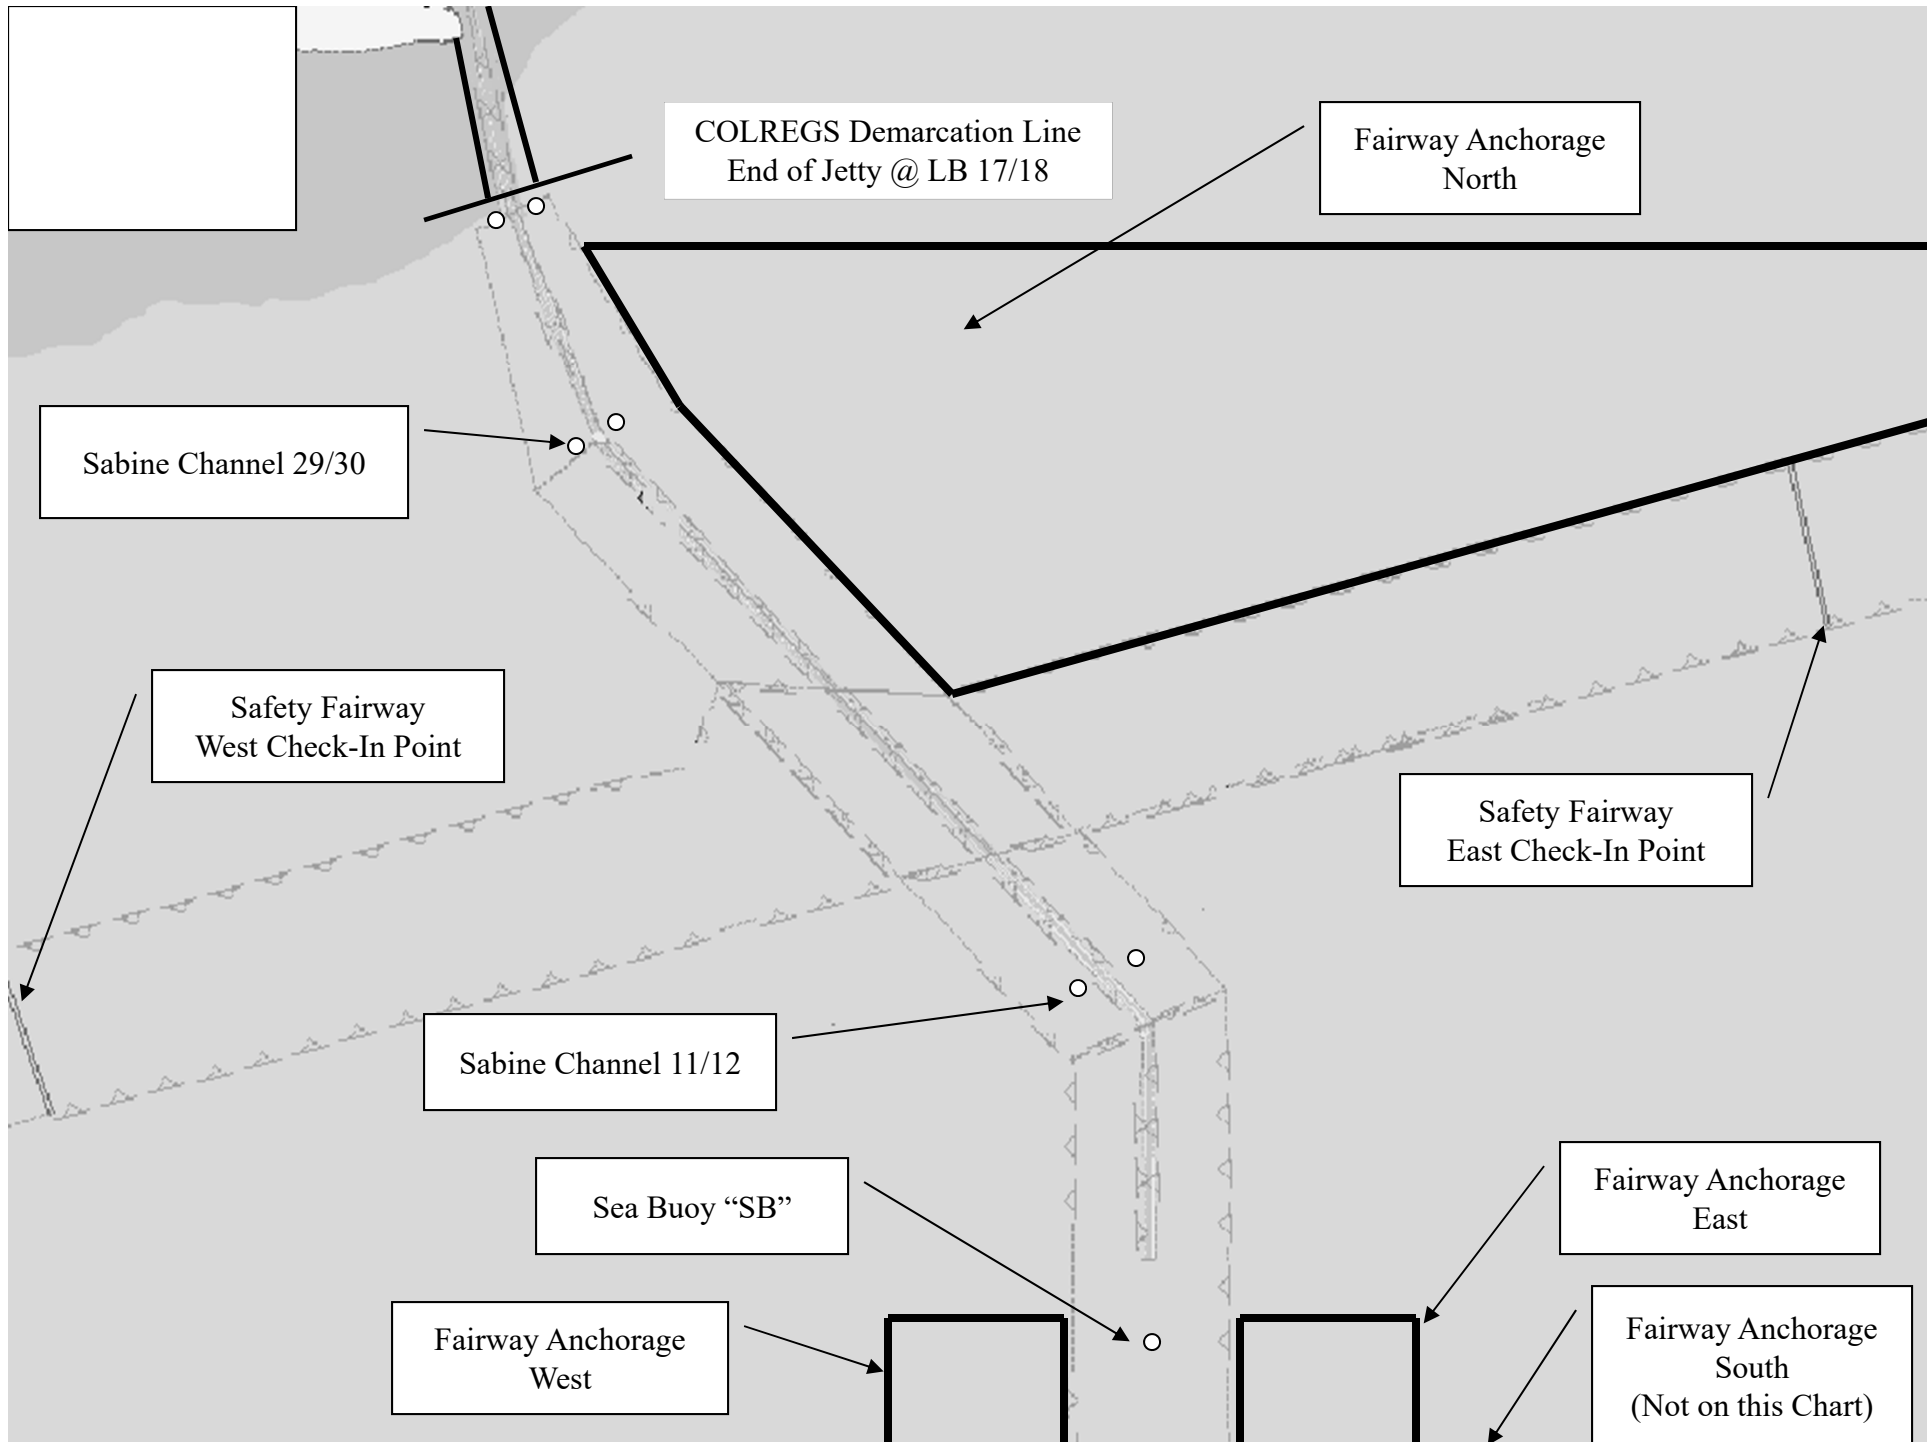 COLREGS Demarcation Line
End of Jetty @ LB 17/18
Fairway Anchorage
North
Sabine Channel 29/30
Safety Fairway
West Check-In Point
Safety Fairway
East Check-In Point
Sabine Channel 11/12
Sea Buoy “SB”
Fairway Anchorage
East
Fairway Anchorage
West
Fairway Anchorage
South
(Not on this Chart)